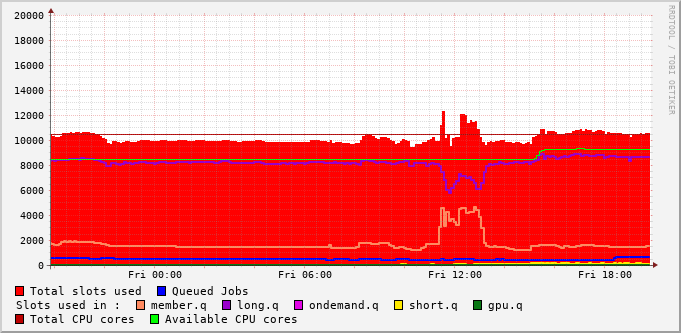 20000
18000
16000
14000
12000
10000
8000
6000
4000
2000
0
Fri 00:00 Fri 06:00 Fri 12:00 Fri 18:00
Total slots used Queued Jobs
Slots used in : member.q long.q ondemand.q short.q gpu.q
Total CPU cores Available CPU cores
RRDTOOL / TOBI OETIKER